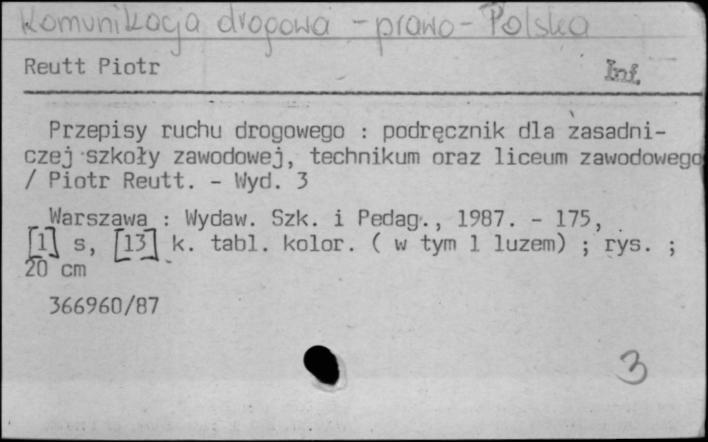 Komunikacja drogowa - prawo - Polska
Reutt Piotr
Inf.
Przepisy ruchu drogowego : podręcznik dla zasadni-
czej szkoły zawodowej, technikum oraz liceum zawodowego
/ Piotr Reutt. - Wyd. 3
Warszawa : Wydaw. Szk. i Pedag., 1987. - 175,
[1] s, [13] k. tabl. kolor. ( w tym 1 luzem) ; rys. ;
20 cm
366960/87
3